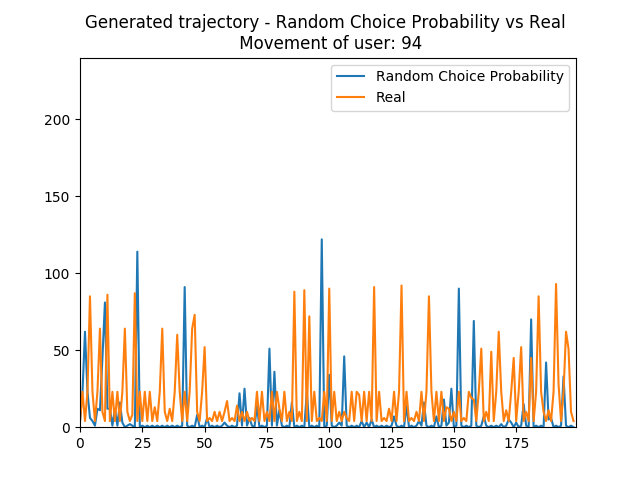 Generated trajectory - Random Choice Probability vs Real
Movement of user: 94
Random Choice Probability
Real
200
150
100
50
0
0 25 50 75 100 125 150 175